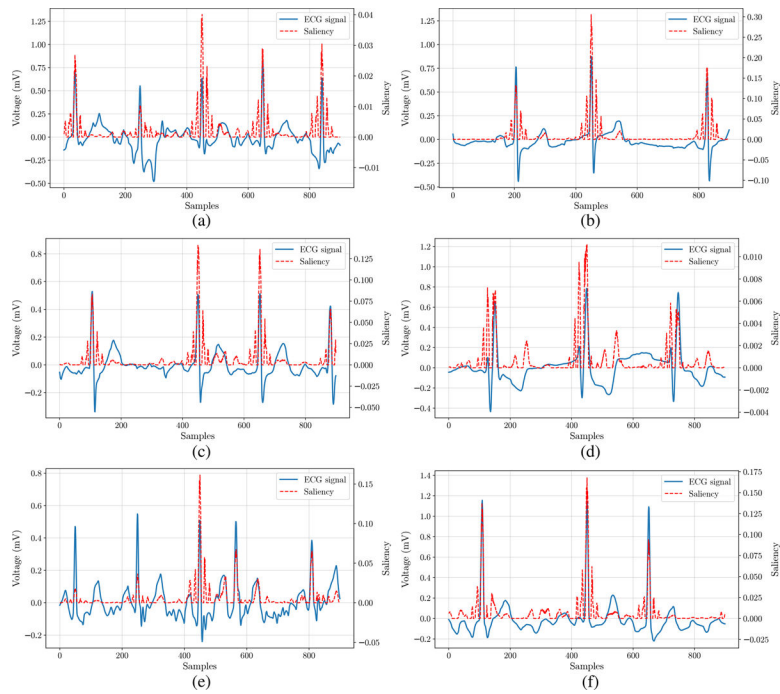 ECG signal
Saliency
1.25
1.00
0.75
0.50
0.25
0.00
−0.25
−0.50
Voltage (mV)
0.04
0.03
0.02
0.01
0.00
−0.01
Saliency
0 200 400 600 800
Samples
(a)
ECG signal
Saliency
1.25
1.00
0.75
0.50
0.25
0.00
−0.25
−0.50
Voltage (mV)
0.30
0.25
0.20
0.15
0.10
0.05
0.00
−0.05
−0.10
Saliency
0 200 400 600 800
Samples
(b)
ECG signal
Saliency
0.8
0.6
0.4
0.2
0.0
−0.2
Voltage (mV)
0.125
0.100
0.075
0.050
0.025
0.000
−0.025
−0.050
Saliency
0 200 400 600 800
Samples
(c)
ECG signal
Saliency
1.2
1.0
0.8
0.6
0.4
0.2
0.0
−0.2
−0.4
Voltage (mV)
0.010
0.008
0.006
0.004
0.002
0.000
−0.002
−0.004
Saliency
0 200 400 600 800
Samples
(d)
ECG signal
Saliency
0.8
0.6
0.4
0.2
0.0
−0.2
Voltage (mV)
0.15
0.10
0.05
0.00
−0.05
Saliency
0 200 400 600 800
Samples
(e)
ECG signal
Saliency
1.4
1.2
1.0
0.8
0.6
0.4
0.2
0.0
−0.2
Voltage (mV)
0.175
0.150
0.125
0.100
0.075
0.050
0.025
0.000
−0.025
Saliency
0 200 400 600 800
Samples
(f)